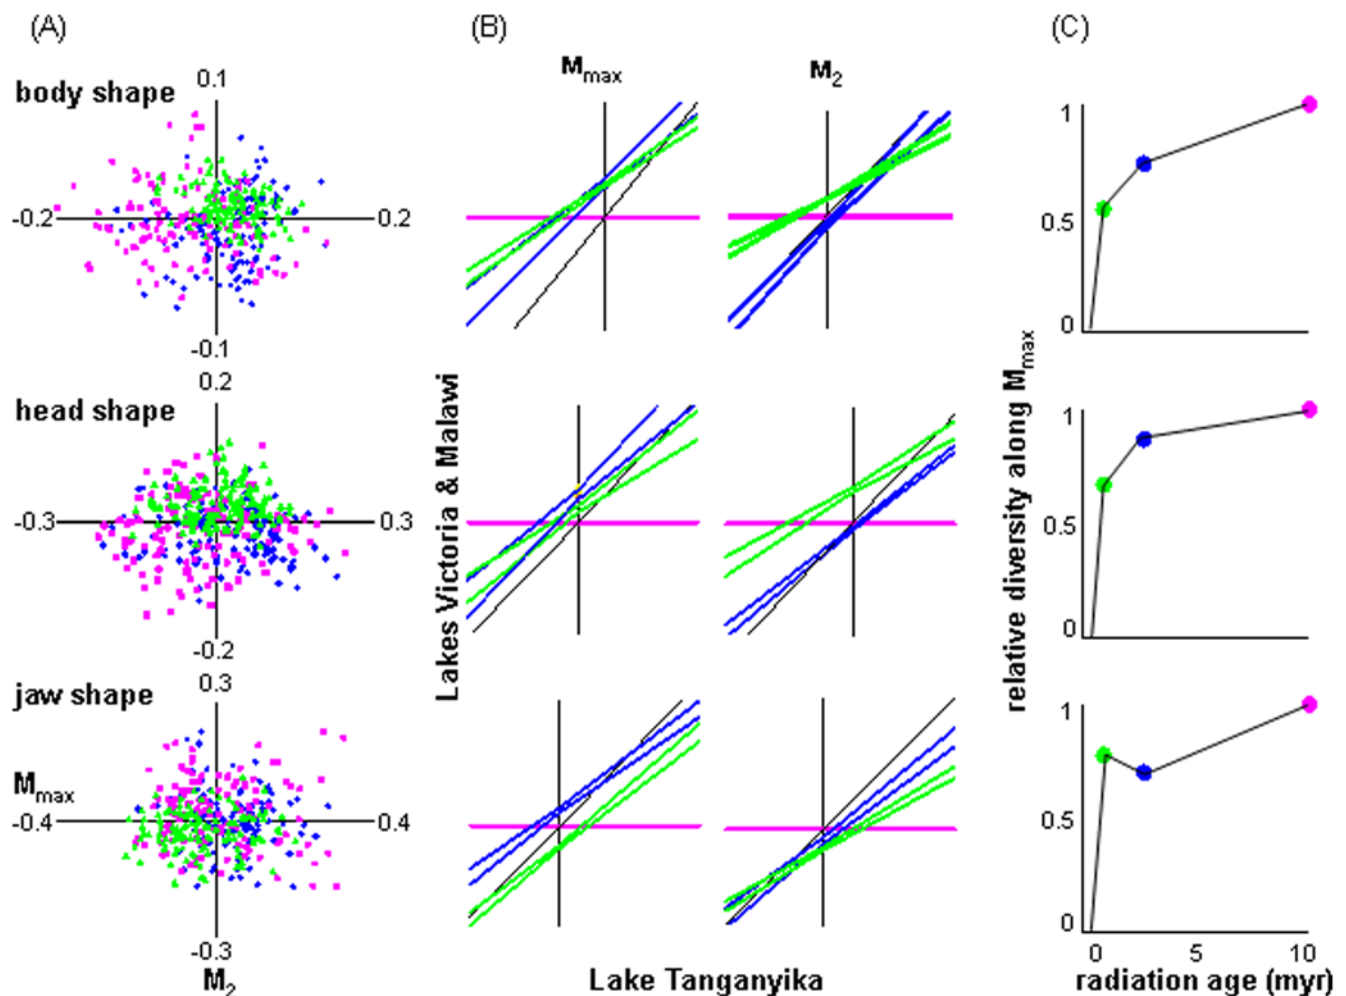 (A)
body shape
0.1
-0.2
0.2
-0.1
head shape
0.2
-0.3
0.3
-0.2
jaw shape
0.3
Mmax
-0.4
0.4
-0.3
M2
(B)
Mmax
M2
Lakes Victoria & Malawi
Lake Tanganyika
(C)
relative diversity along Mmax
1
0.5
0
1
0.5
0
1
0.5
0
0 5 10
radiation age (myr)